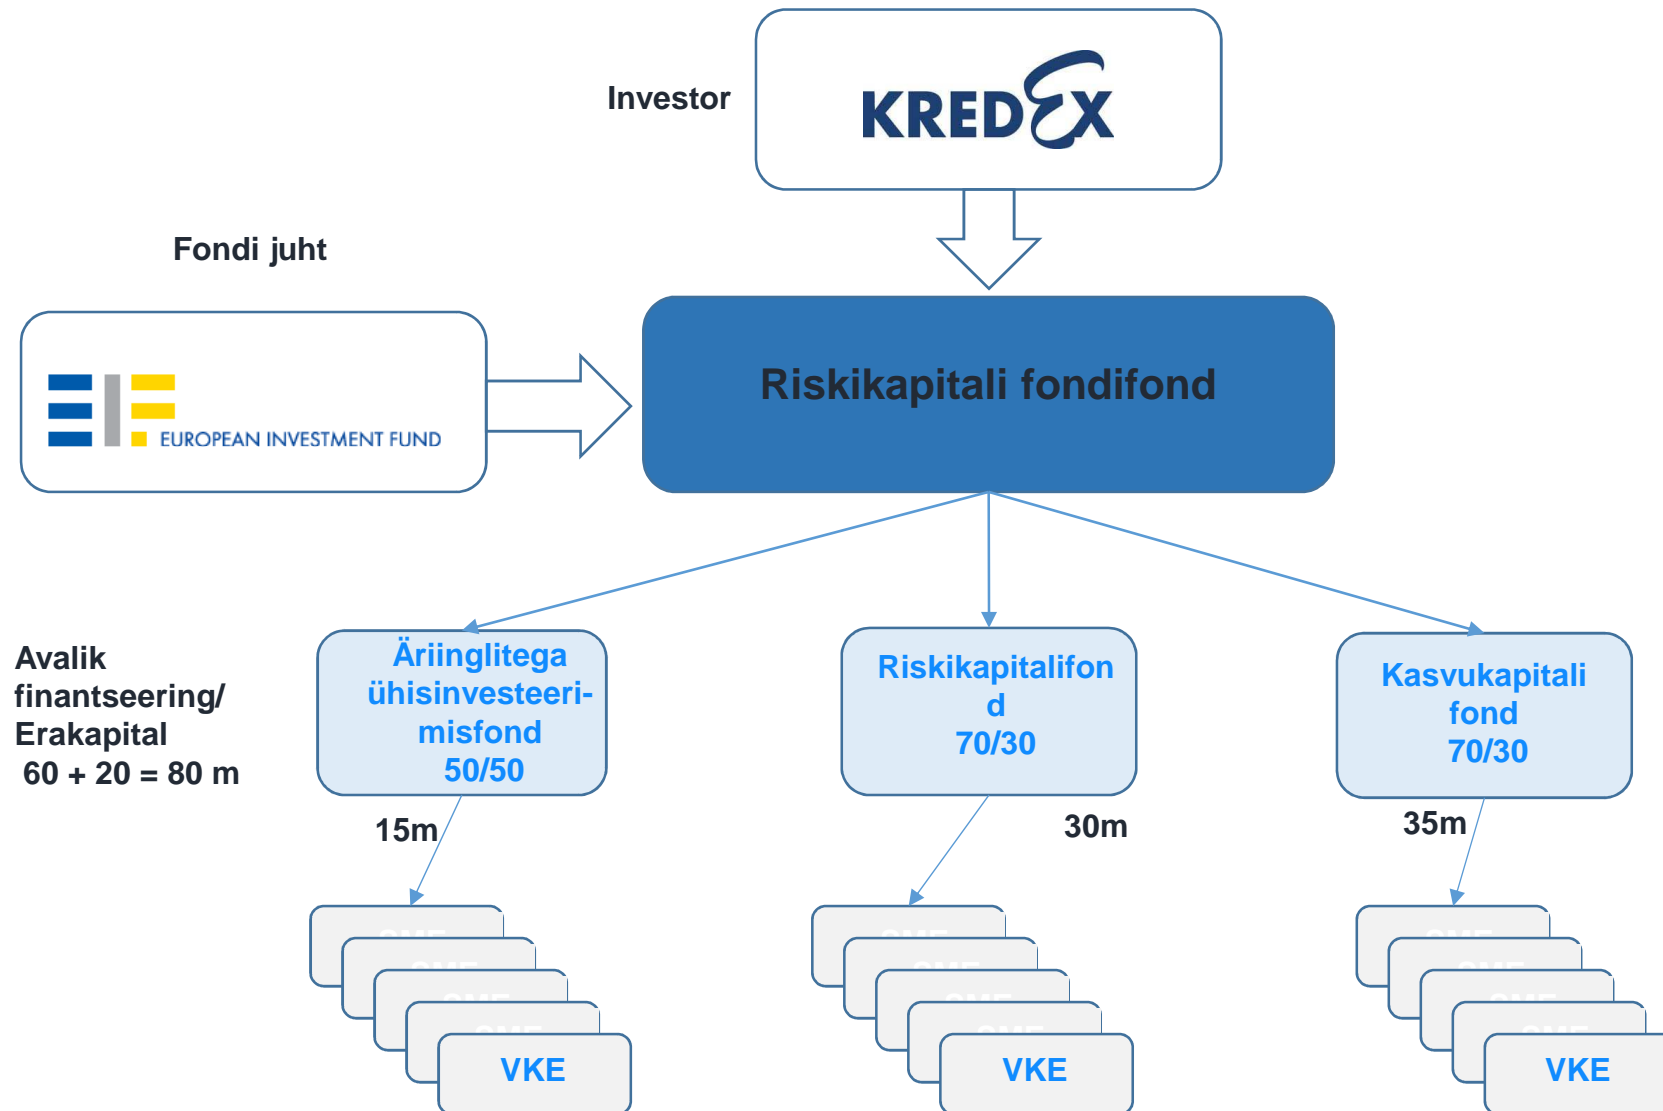 Investor
KREDEX
Fondi juht
EUROPEAN INVESTMENT FUND
Riskikapitali fondifond
Avalik
finantseering/
Erakapital
60 + 20 = 80 m
Äriinglitega
ühisinvesteeri-
misfond
50/50
Riskikapitalifon
d
70/30
Kasvukapitali
fond
70/30
15m
30m
35m
VKE
VKE
VKE